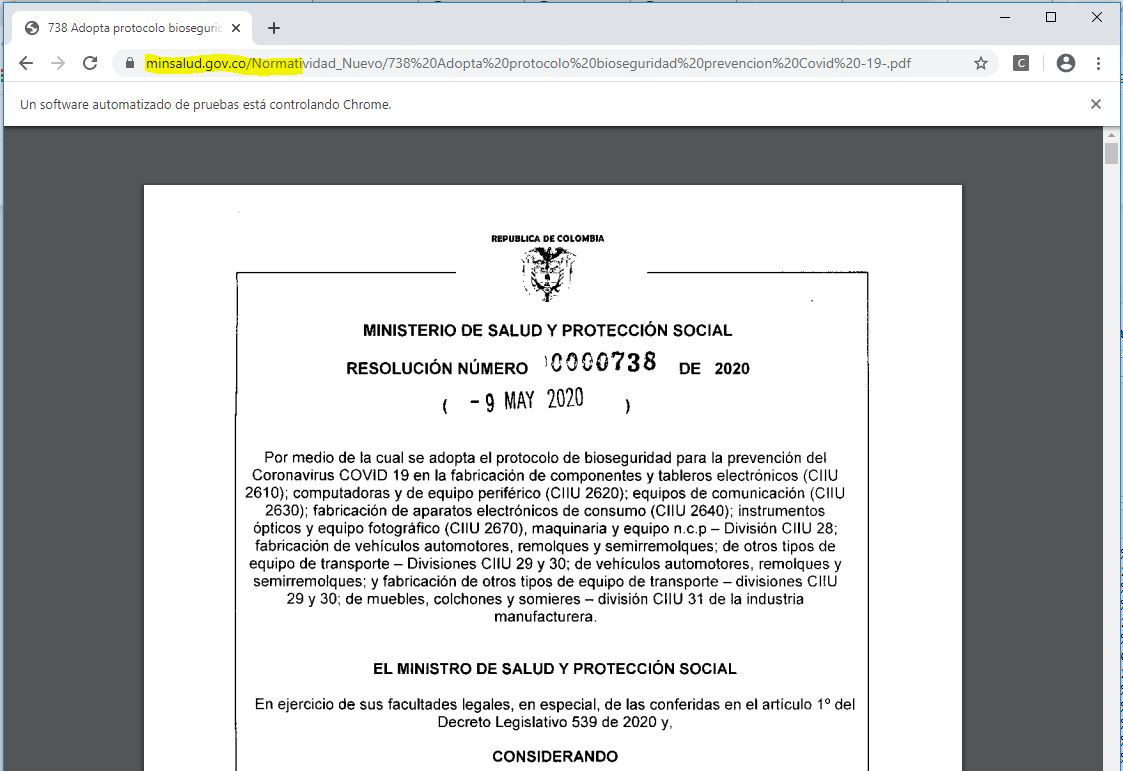 738 Adopta protocolo biosegurid
minsalud.gov.co/Normatividad_Nuevo/738%20Adopta%20protocolo%20bioseguridad%20prevencion%20Covid%20-19-.pdf
C
Un software automatizado de pruebas está controlando Chrome.
REPUBLICA DE COLOMBIA
MINISTERIO DE SALUD Y PROTECCIÓN SOCIAL
RESOLUCIÓN NÚMERO 0000738 DE 2020
( - 9 MAY 2020 )
Por medio de la cual se adopta el protocolo de bioseguridad para la prevención del
Coronavirus COVID 19 en la fabricación de componentes y tableros electrónicos (CIIU
2610); computadoras y de equipo periférico (CIIU 2620); equipos de comunicación (CIIU
2630); fabricación de aparatos electrónicos de consumo (CIIU 2640); instrumentos
ópticos y equipo fotográfico (CIIU 2670), maquinaria y equipo n.c.p – División CIIU 28;
fabricación de vehículos automotores, remolques y semirremolques; de otros tipos de
equipo de transporte – Divisiones CIIU 29 y 30; de vehículos automotores, remolques y
semirremolques; y fabricación de otros tipos de equipo de transporte – divisiones CIIU
29 y 30; de muebles, colchones y somieres – división CIIU 31 de la industria
manufacturera.
EL MINISTRO DE SALUD Y PROTECCIÓN SOCIAL
En ejercicio de sus facultades legales, en especial, de las conferidas en el artículo 1º del
Decreto Legislativo 539 de 2020 y,
CONSIDERANDO